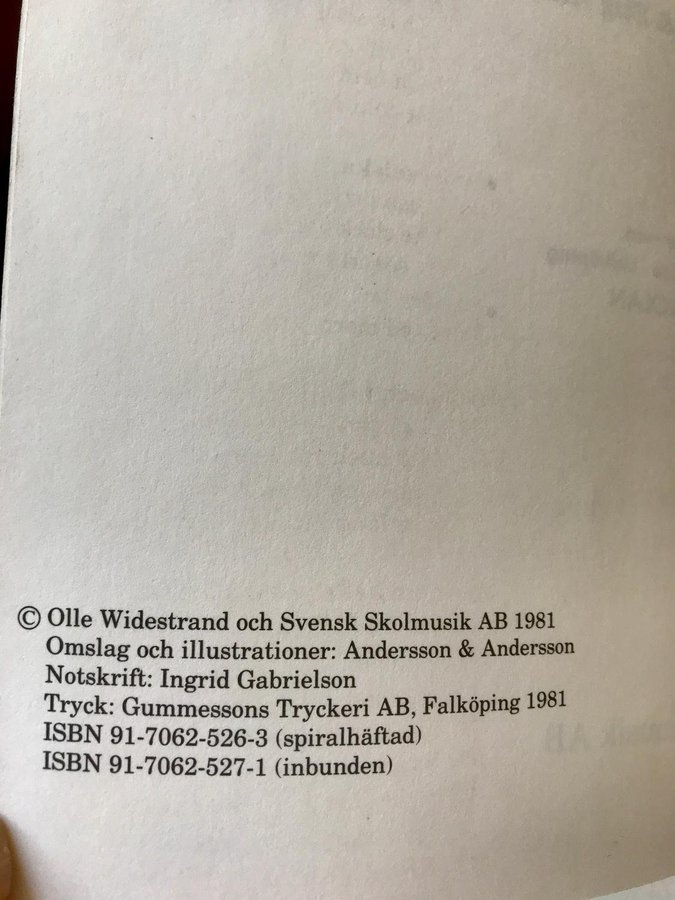 © Olle Widestrand och Svensk Skolmusik AB 1981
Omslag och illustrationer: Andersson & Andersson
Notskrift: Ingrid Gabrielson
Tryck: Gummessons Tryckeri AB, Falköping 1981
ISBN 91-7062-526-3 (spiralhäftad)
ISBN 91-7062-527-1 (inbunden)